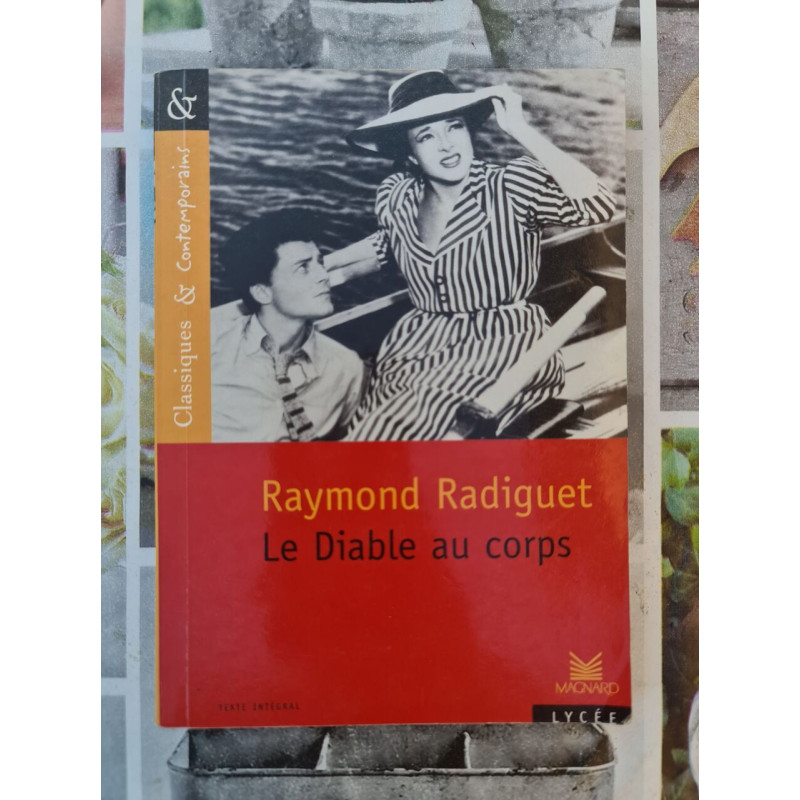 &
Classiques & Contemporains
Raymond Radiguet
Le Diable au corps
MAGNARD
TEXTE INTÉGRAL
LYCÉE